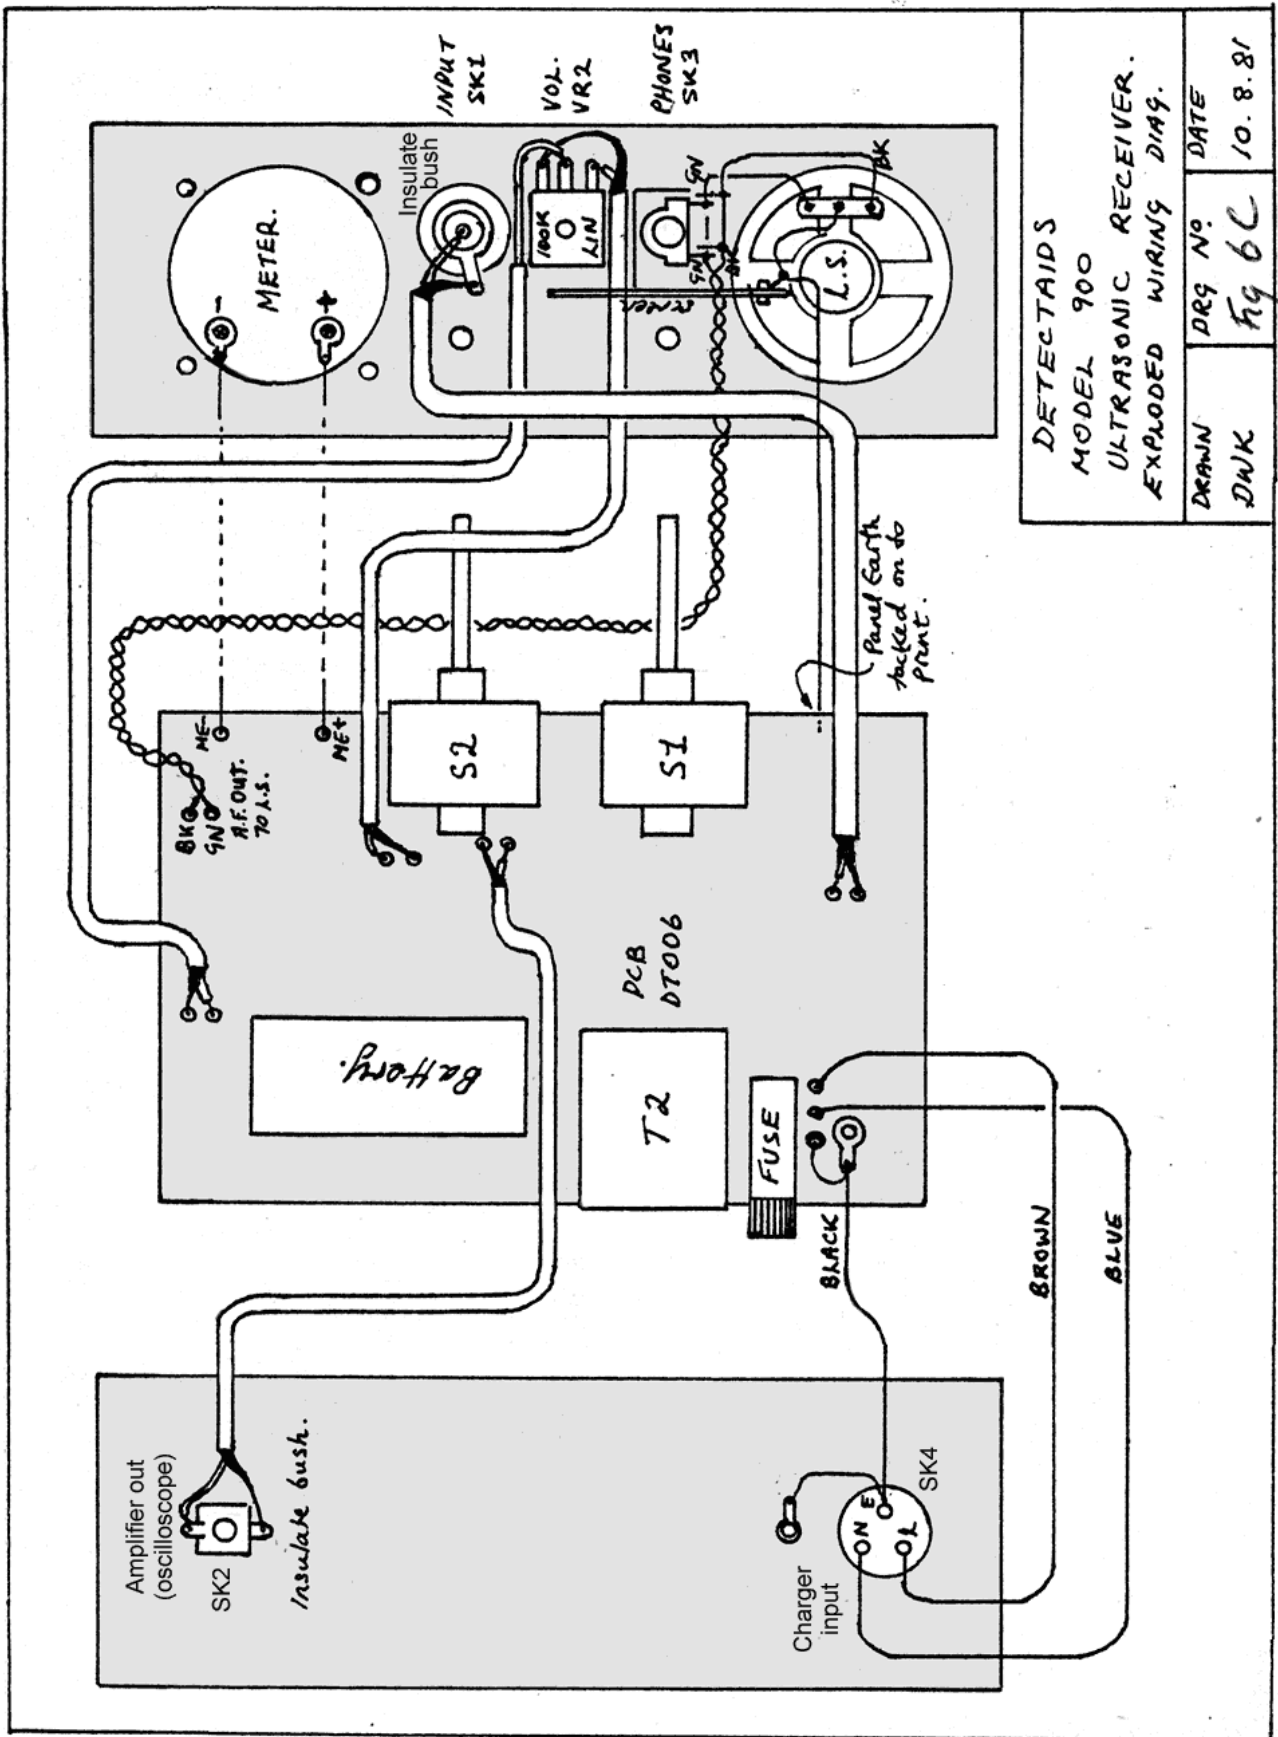 INPUT
SK1
VOL.
VR2
PHONES
SK3
METER.
-
+
Insulate
bush
100K
LIN
GN
GN
BK
BK
screen
L.S.
ME-
ME+
BK
GN
A.F. OUT.
TO L.S.
S2
S1
Panel Earth
tacked on to
print.
PCB
DT006
Battery.
T2
FUSE
BLACK
BROWN
BLUE
Amplifier out
(oscilloscope)
SK2
Insulate bush.
Charger
input
N
E
L
SK4
DETECTAIDS
MODEL 900
ULTRASONIC RECEIVER.
EXPLODED WIRING DIAG.
DRAWN
DWK
DRG No
Fig 6C
DATE
10.8.81